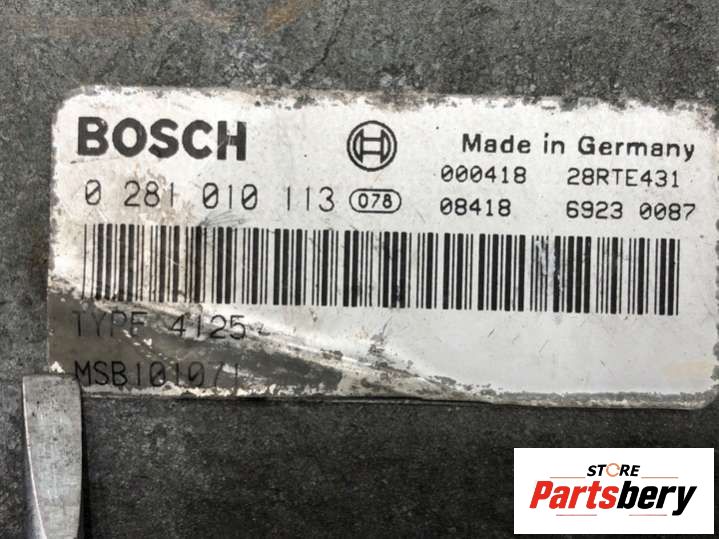 BOSCH
Made in Germany
000418 28RTE431
0 281 010 113 078
08418 6923 0087
TYPE 4125
MSB101071
STORE
Partsbery